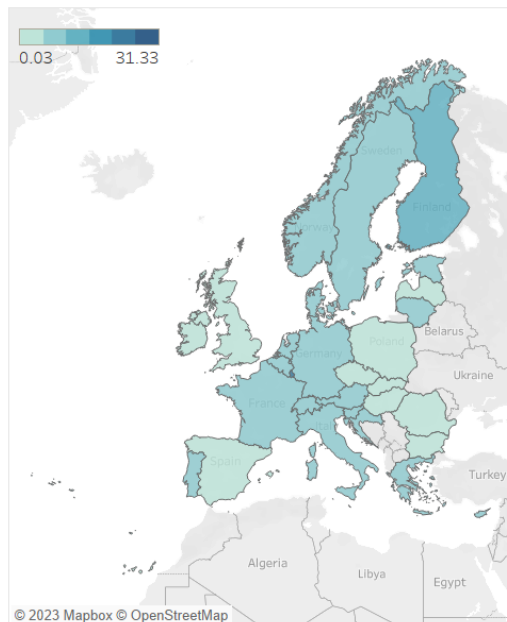 0.03 31.33
Sweden
Finland
Norway
Belarus
Poland
Germany
Ukraine
France
Italy
Spain
Turkey
Algeria
Libya
Egypt
© 2023 Mapbox © OpenStreetMap